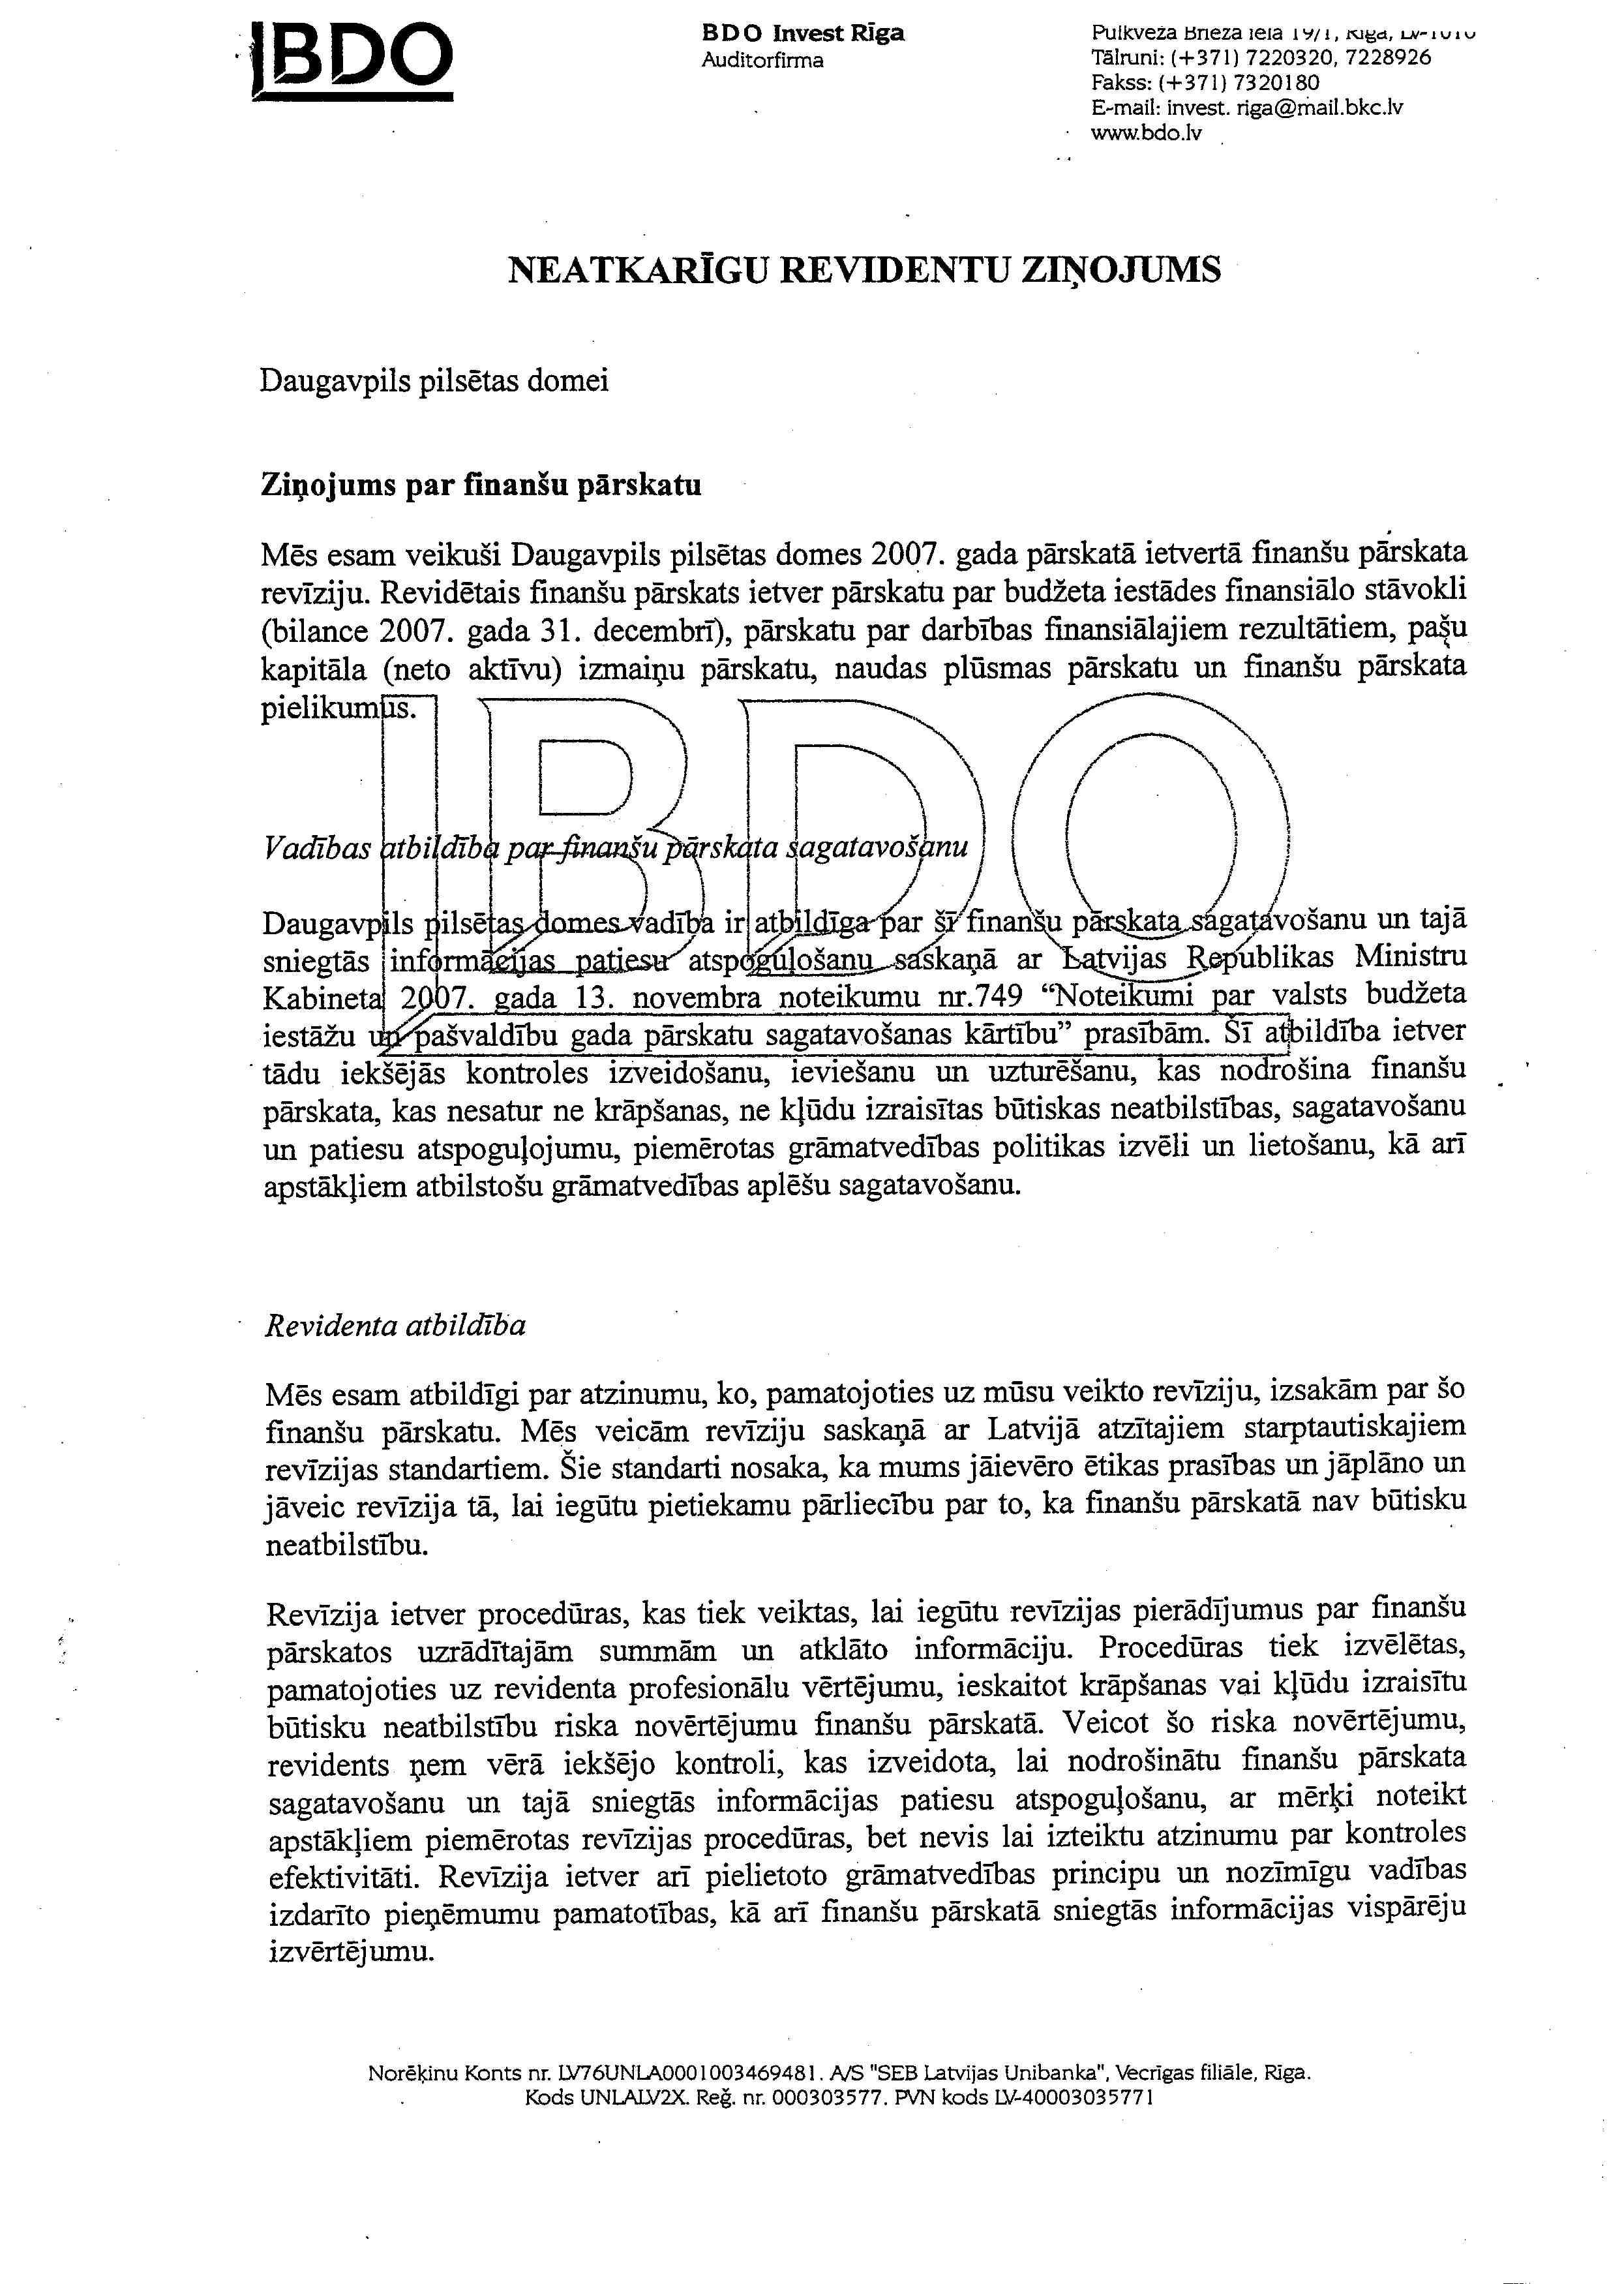 BDO
BDO Invest Rīga
Auditorfirma
Pulkveža Brieža iela 19/1, Rīga, LV-1010
Tālruni: (+371) 7220320, 7228926
Fakss: (+371) 7320180
E-mail: invest. riga@mail.bkc.lv
www.bdo.lv
NEATKARĪGU REVIDENTU ZIŅOJUMS
Daugavpils pilsētas domei
Ziņojums par finanšu pārskatu
Mēs esam veikuši Daugavpils pilsētas domes 2007. gada pārskatā ietvertā finanšu pārskata
revīziju. Revidētais finanšu pārskats ietver pārskatu par budžeta iestādes finansiālo stāvokli
(bilance 2007. gada 31. decembrī), pārskatu par darbības finansiālajiem rezultātiem, pašu
kapitāla (neto aktīvu) izmaiņu pārskatu, naudas plūsmas pārskatu un finanšu pārskata
pielikumus.
BDO
Vadības atbildība par finanšu pārskata sagatavošanu
Daugavpils pilsētas domes vadība ir atbildīga par šī finanšu pārskata sagatavošanu un tajā
sniegtās informācijas patiesu atspoguļošanu saskaņā ar Latvijas Republikas Ministru
Kabineta 2007. gada 13. novembra noteikumu nr.749 “Noteikumi par valsts budžeta
iestāžu un pašvaldību gada pārskatu sagatavošanas kārtību” prasībām. Šī atbildība ietver
tādu iekšējās kontroles izveidošanu, ieviešanu un uzturēšanu, kas nodrošina finanšu
pārskata, kas nesatur ne krāpšanas, ne kļūdu izraisītas būtiskas neatbilstības, sagatavošanu
un patiesu atspoguļojumu, piemērotas grāmatvedības politikas izvēli un lietošanu, kā arī
apstākļiem atbilstošu grāmatvedības aplēšu sagatavošanu.
Revidenta atbildība
Mēs esam atbildīgi par atzinumu, ko, pamatojoties uz mūsu veikto revīziju, izsakām par šo
finanšu pārskatu. Mēs veicām revīziju saskaņā ar Latvijā atzītajiem starptautiskajiem
revīzijas standartiem. Šie standarti nosaka, ka mums jāievēro ētikas prasības un jāplāno un
jāveic revīzija tā, lai iegūtu pietiekamu pārliecību par to, ka finanšu pārskatā nav būtisku
neatbilstību.
Revīzija ietver procedūras, kas tiek veiktas, lai iegūtu revīzijas pierādījumus par finanšu
pārskatos uzrādītajām summām un atklāto informāciju. Procedūras tiek izvēlētas,
pamatojoties uz revidenta profesionālu vērtējumu, ieskaitot krāpšanas vai kļūdu izraisītu
būtisku neatbilstību riska novērtējumu finanšu pārskatā. Veicot šo riska novērtējumu,
revidents ņem vērā iekšējo kontroli, kas izveidota, lai nodrošinātu finanšu pārskata
sagatavošanu un tajā sniegtās informācijas patiesu atspoguļošanu, ar mērķi noteikt
apstākļiem piemērotas revīzijas procedūras, bet nevis lai izteiktu atzinumu par kontroles
efektivitāti. Revīzija ietver arī pielietoto grāmatvedības principu un nozīmīgu vadības
izdarīto pieņēmumu pamatotības, kā arī finanšu pārskatā sniegtās informācijas vispārēju
izvērtējumu.
Norēķinu Konts nr. LV76UNLA0001003469481. A/S "SEB Latvijas Unibanka", Vecrīgas filiāle, Rīga.
Kods UNLALV2X. Reģ. nr. 000303577. PVN kods LV-40003035771